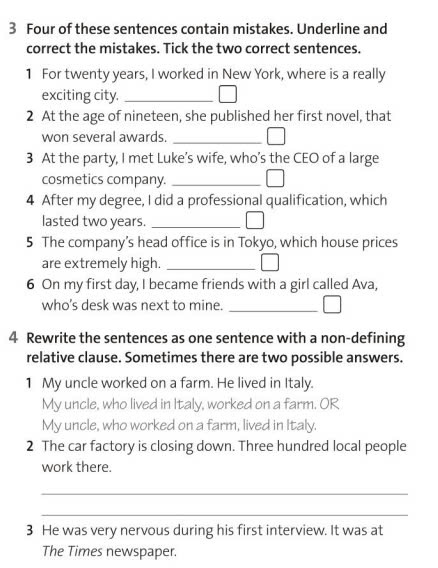 3 Four of these sentences contain mistakes. Underline and
correct the mistakes. Tick the two correct sentences.
1 For twenty years, I worked in New York, where is a really
exciting city. ____________
2 At the age of nineteen, she published her first novel, that
won several awards. ____________
3 At the party, I met Luke's wife, who's the CEO of a large
cosmetics company. ____________
4 After my degree, I did a professional qualification, which
lasted two years. ____________
5 The company's head office is in Tokyo, which house prices
are extremely high. ____________
6 On my first day, I became friends with a girl called Ava,
who's desk was next to mine. ____________
4 Rewrite the sentences as one sentence with a non-defining
relative clause. Sometimes there are two possible answers.
1 My uncle worked on a farm. He lived in Italy.
My uncle, who lived in Italy, worked on a farm. OR
My uncle, who worked on a farm, lived in Italy.
2 The car factory is closing down. Three hundred local people
work there.
3 He was very nervous during his first interview. It was at
The Times newspaper.